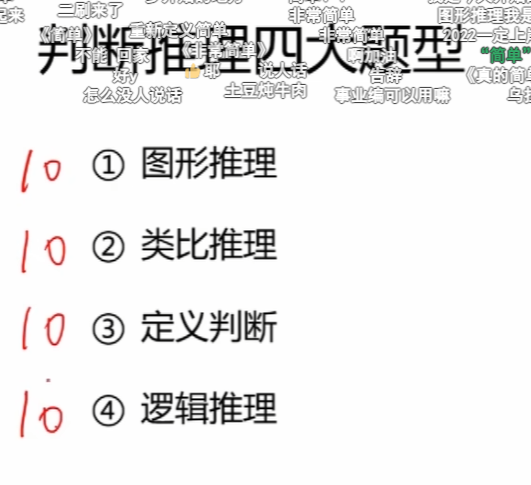 起来 二刷来了
图形推理我是
《简单》 重新定义简单 非常简单
判断推理四大题型
非常简单 2022一定上岸
不能 回家 《非常简单》 啊加油 “简单”
好y 👍耶 说人话 告辞 《真的简单
怎么没人说话 土豆炖牛肉 事业编可以用嘛
10 ① 图形推理
10 ② 类比推理
10 ③ 定义判断
10 ④ 逻辑推理